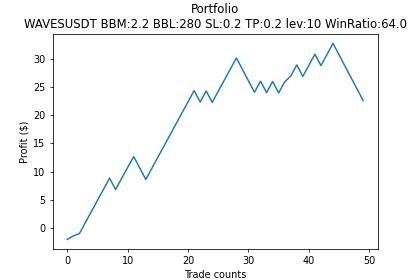 Portfolio
WAVESUSDT BBM:2.2 BBL:280 SL:0.2 TP:0.2 lev:10 WinRatio:64.0
Profit ($)
30
25
20
15
10
5
0
0 10 20 30 40 50
Trade counts